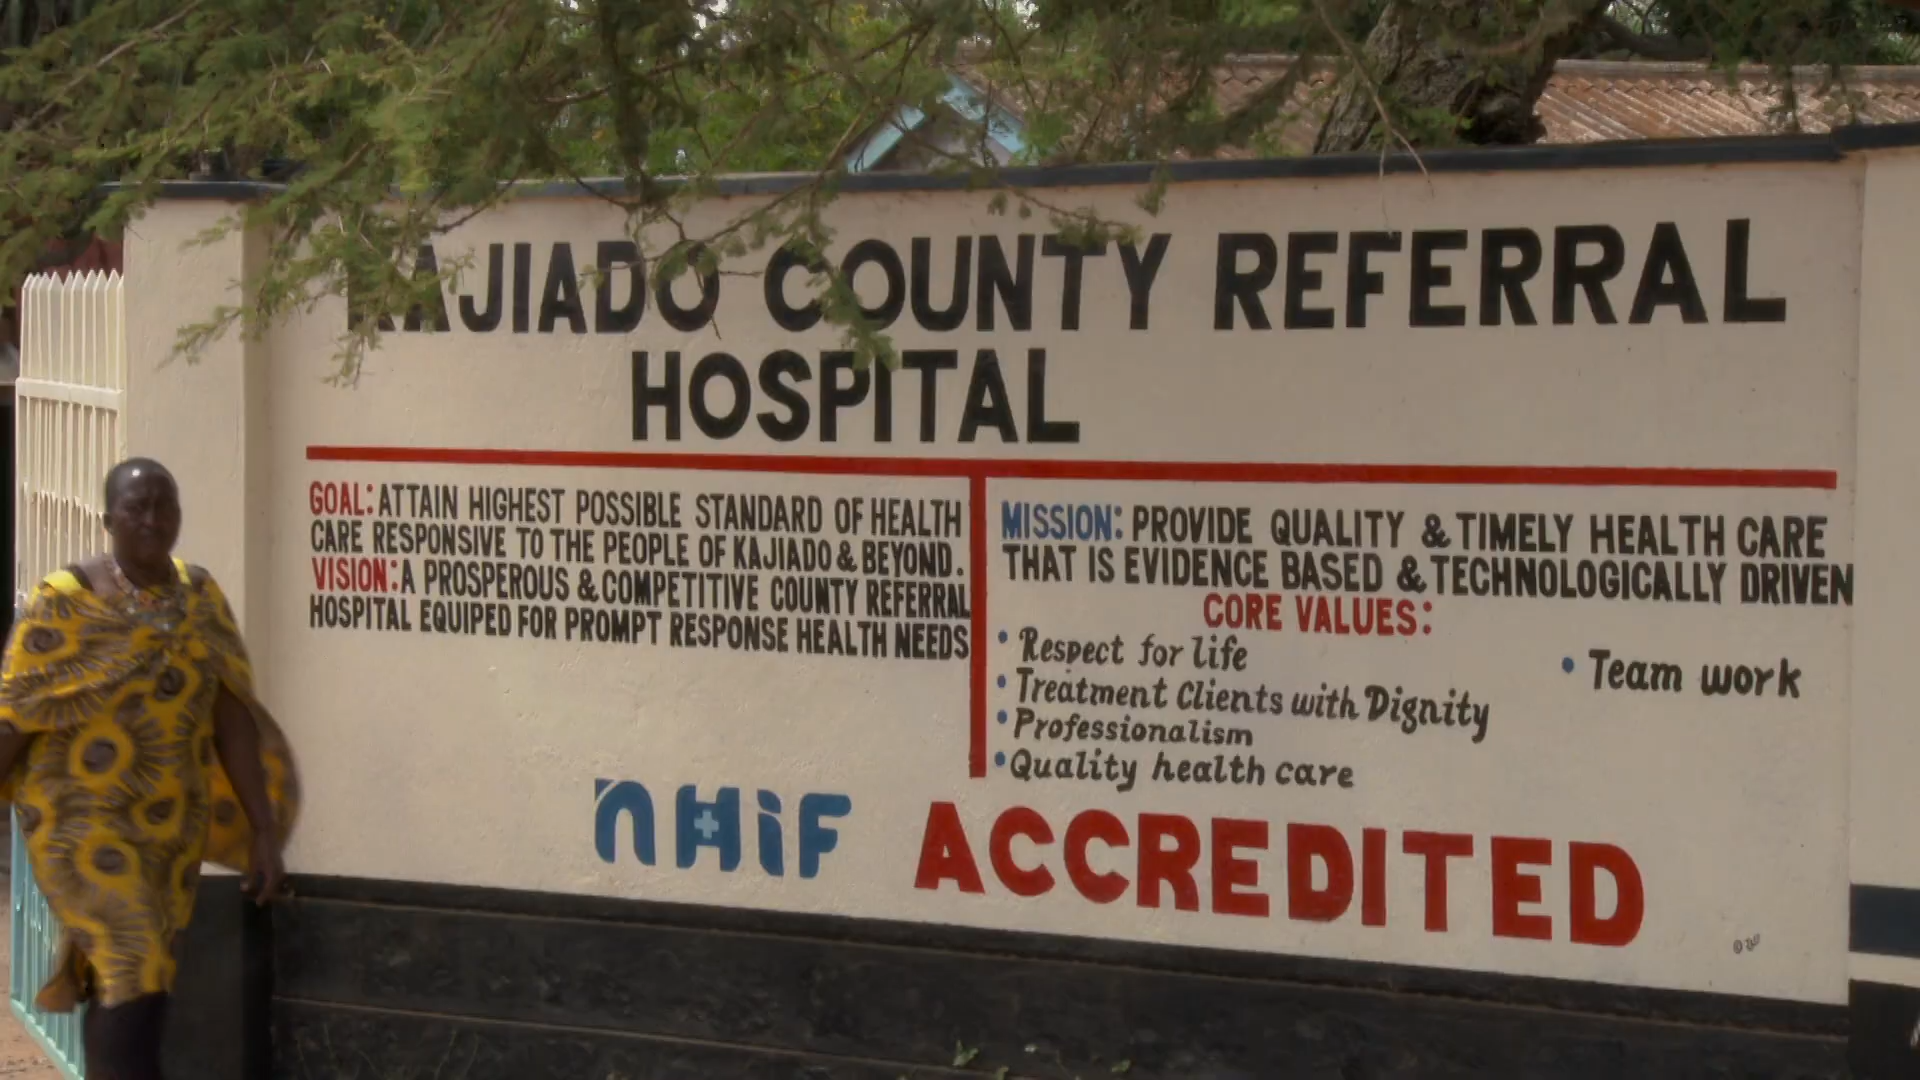 KAJIADO COUNTY REFERRAL
HOSPITAL
GOAL: ATTAIN HIGHEST POSSIBLE STANDARD OF HEALTH
CARE RESPONSIVE TO THE PEOPLE OF KAJIADO & BEYOND.
VISION: A PROSPEROUS & COMPETITIVE COUNTY REFERRAL
HOSPITAL EQUIPED FOR PROMPT RESPONSE HEALTH NEEDS
MISSION: PROVIDE QUALITY & TIMELY HEALTH CARE
THAT IS EVIDENCE BASED & TECHNOLOGICALLY DRIVEN
CORE VALUES:
• Respect for life
• Treatment Clients with Dignity
• Professionalism
• Quality health care
• Team work
NHiF ACCREDITED